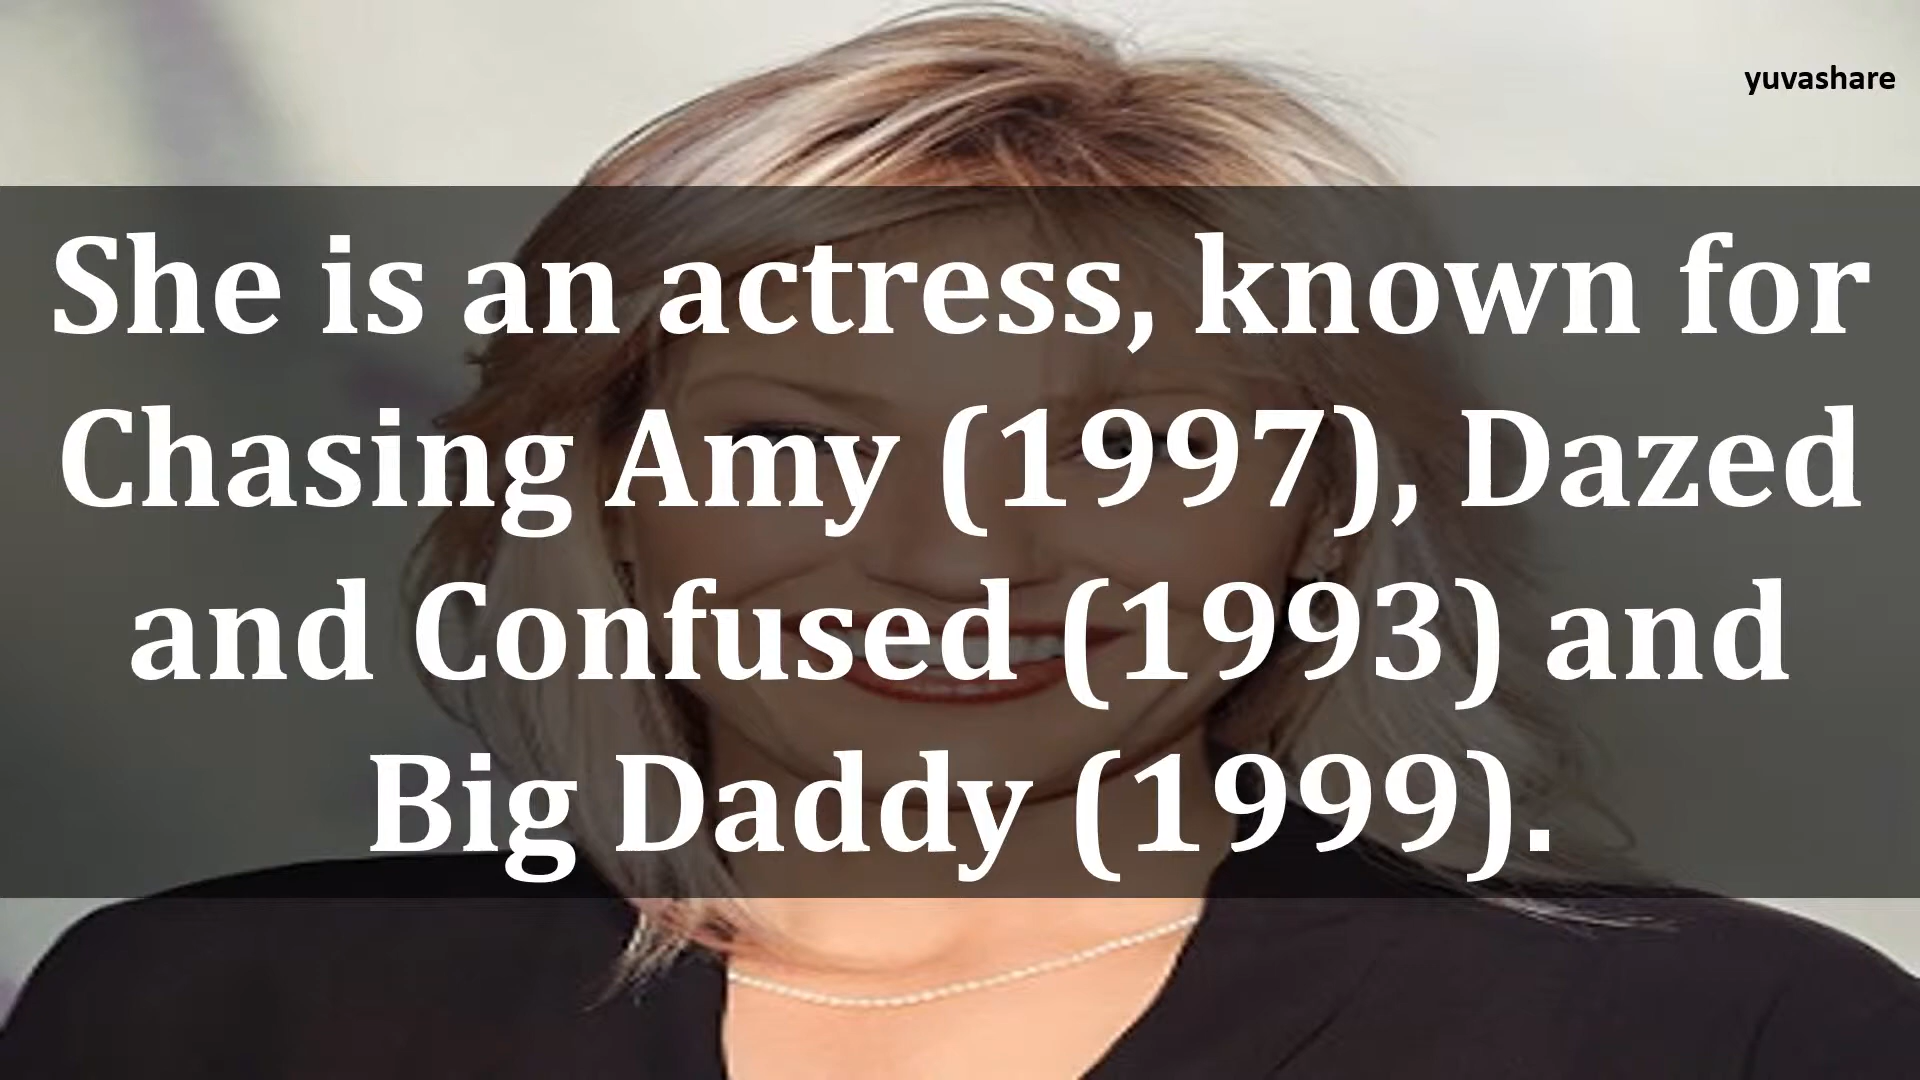 yuvashare
She is an actress, known for
Chasing Amy (1997), Dazed
and Confused (1993) and
Big Daddy (1999).